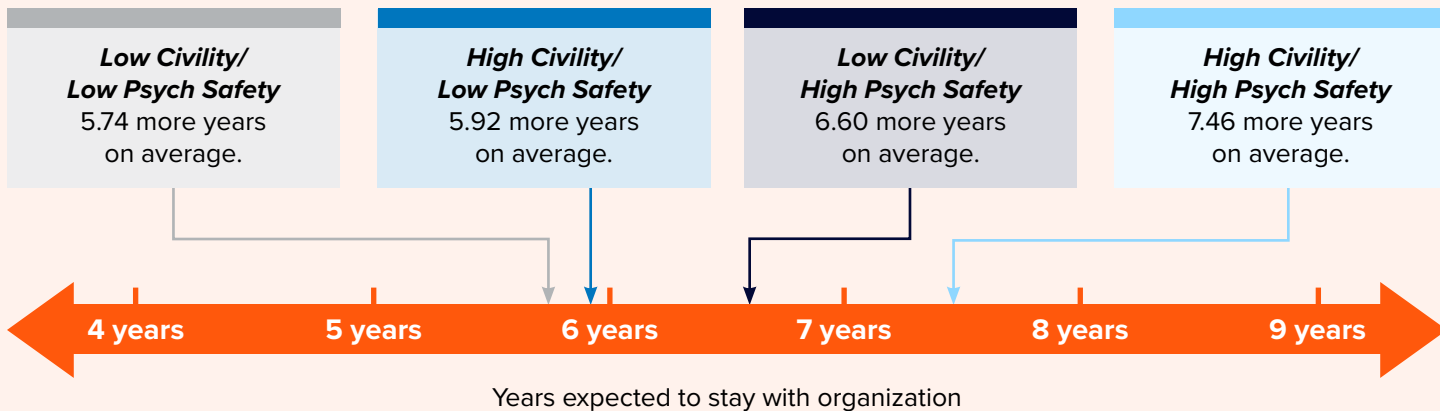 Low Civility/
Low Psych Safety
5.74 more years
on average.
High Civility/
Low Psych Safety
5.92 more years
on average.
Low Civility/
High Psych Safety
6.60 more years
on average.
High Civility/
High Psych Safety
7.46 more years
on average.
4 years 5 years 6 years 7 years 8 years 9 years
Years expected to stay with organization